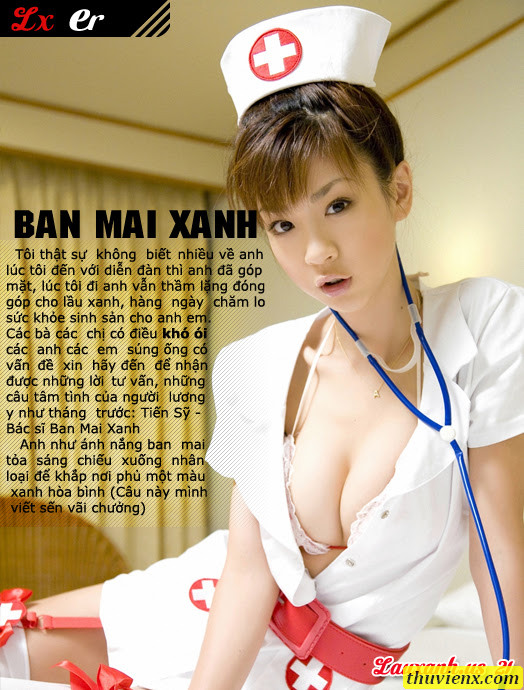 Lx Er
BAN MAI XANH
Tôi thật sự không biết nhiều về anh
lúc tôi đến với diễn đàn thì anh đã góp
mặt, lúc tôi đi anh vẫn thầm lặng đóng
góp cho lầu xanh, hàng ngày chăm lo
sức khỏe sinh sản cho anh em.
Các bà các chị có điều khó ói
các anh các em súng ống có
vấn đề xin hãy đến để nhận
được những lời tư vấn, những
câu tâm tình của người lương
y như tháng trước: Tiến Sỹ -
Bác sĩ Ban Mai Xanh
Anh như ánh nắng ban mai
tỏa sáng chiếu xuống nhân
loại để khắp nơi phủ một màu
xanh hòa bình (Câu này mình
viết sến vãi chưởng)
Lauxanh.us 21
thuvienx.com